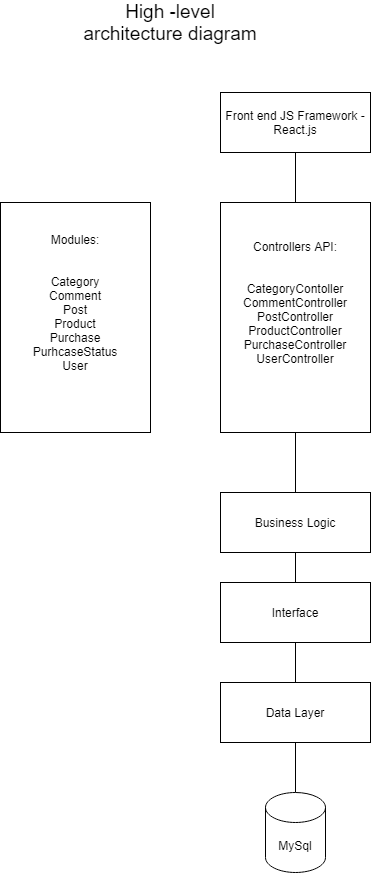 High -level
architecture diagram
Front end JS Framework -
React.js
Modules:
Category
Comment
Post
Product
Purchase
PurhcaseStatus
User
Controllers API:
CategoryContoller
CommentController
PostController
ProductController
PurchaseController
UserController
Business Logic
Interface
Data Layer
MySql